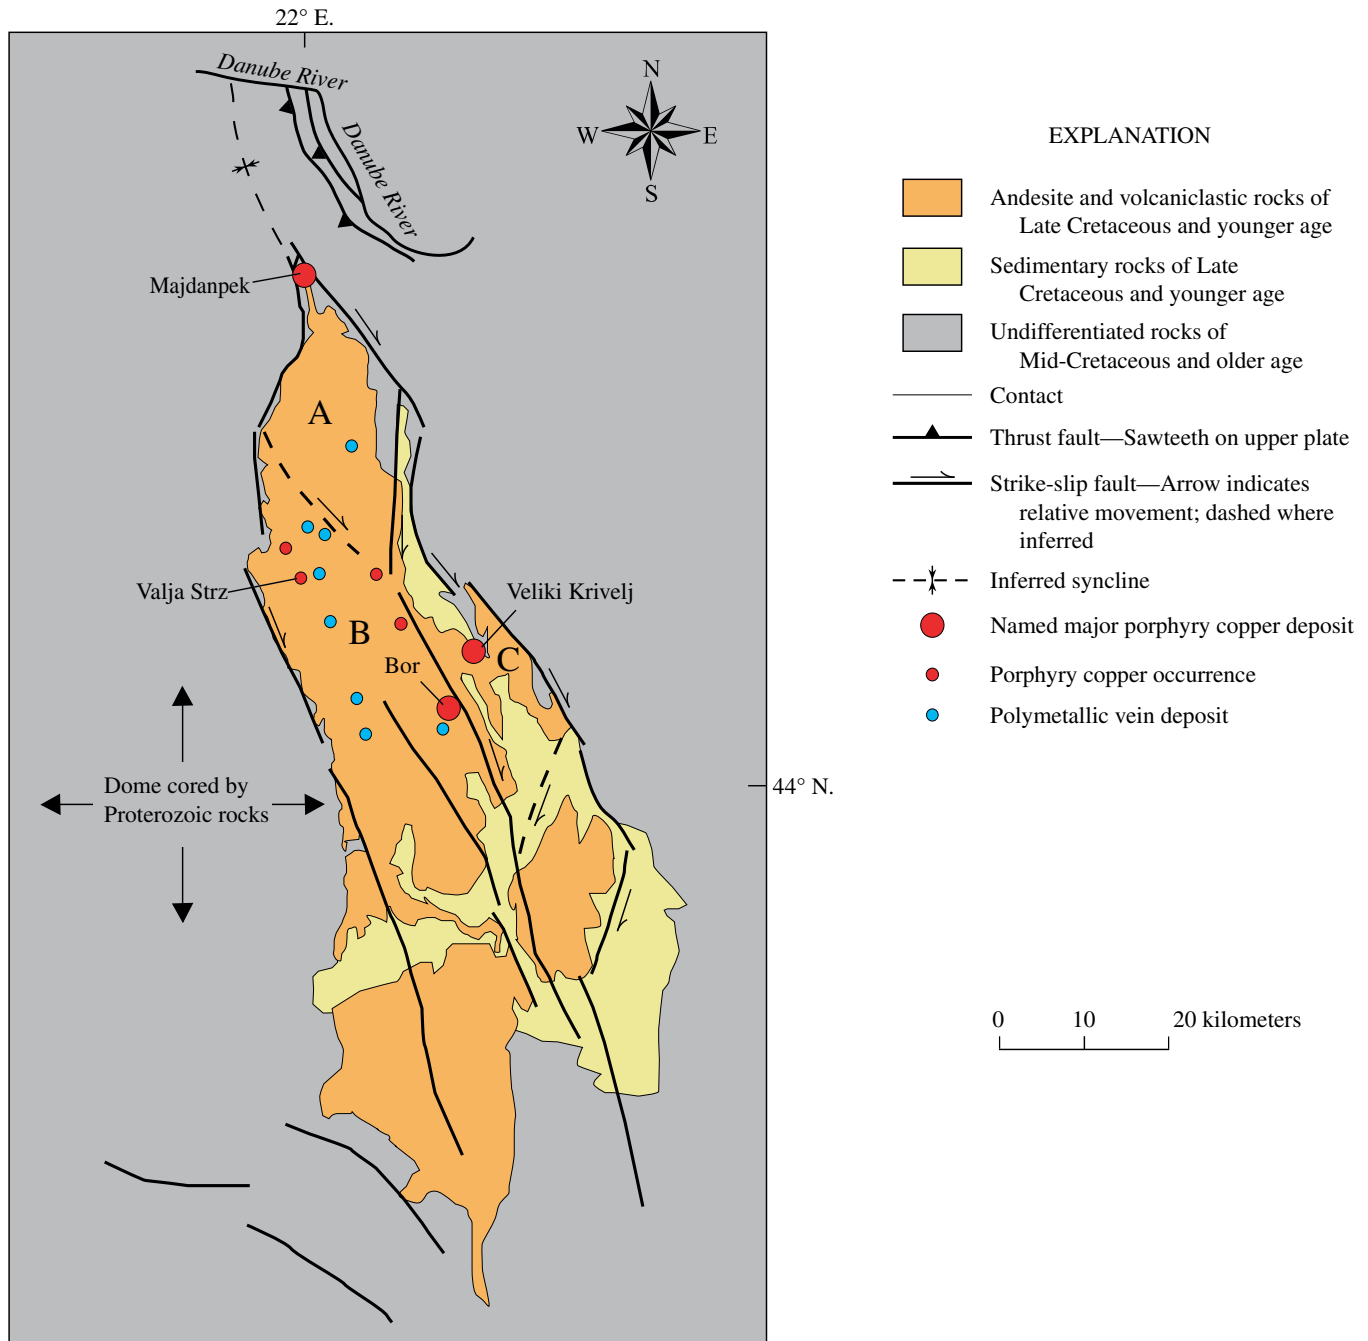 22° E.
Danube River
Danube River
N
W
E
S
Majdanpek
A
Valja Strz
Veliki Krivelj
B
C
Bor
Dome cored by
Proterozoic rocks
44° N.
EXPLANATION
Andesite and volcaniclastic rocks of
Late Cretaceous and younger age
Sedimentary rocks of Late
Cretaceous and younger age
Undifferentiated rocks of
Mid-Cretaceous and older age
Contact
Thrust fault—Sawteeth on upper plate
Strike-slip fault—Arrow indicates
relative movement; dashed where
inferred
Inferred syncline
Named major porphyry copper deposit
Porphyry copper occurrence
Polymetallic vein deposit
0 10 20 kilometers